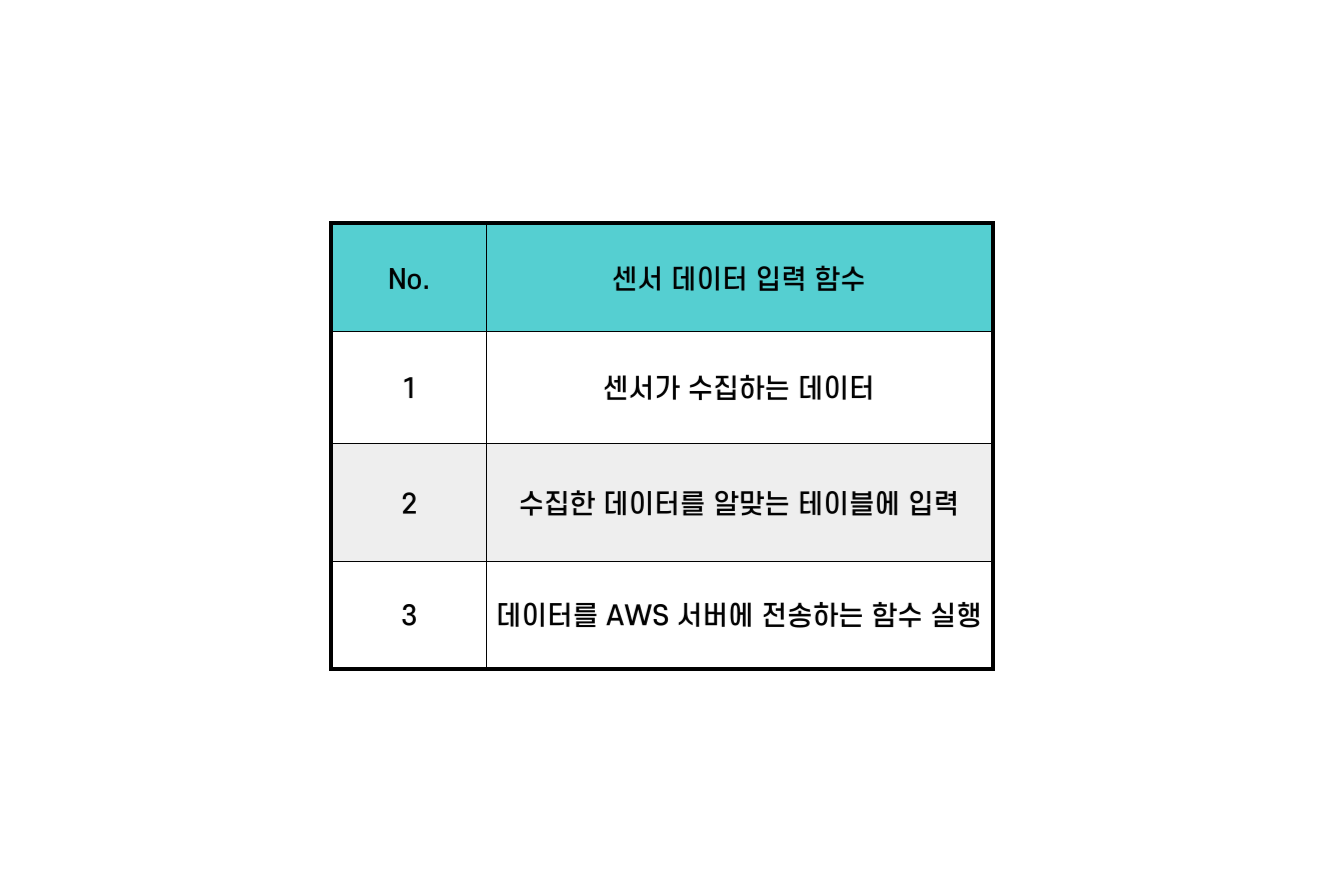 No.
센서 데이터 입력 함수
1
센서가 수집하는 데이터
2
수집한 데이터를 알맞는 테이블에 입력
3
데이터를 AWS 서버에 전송하는 함수 실행